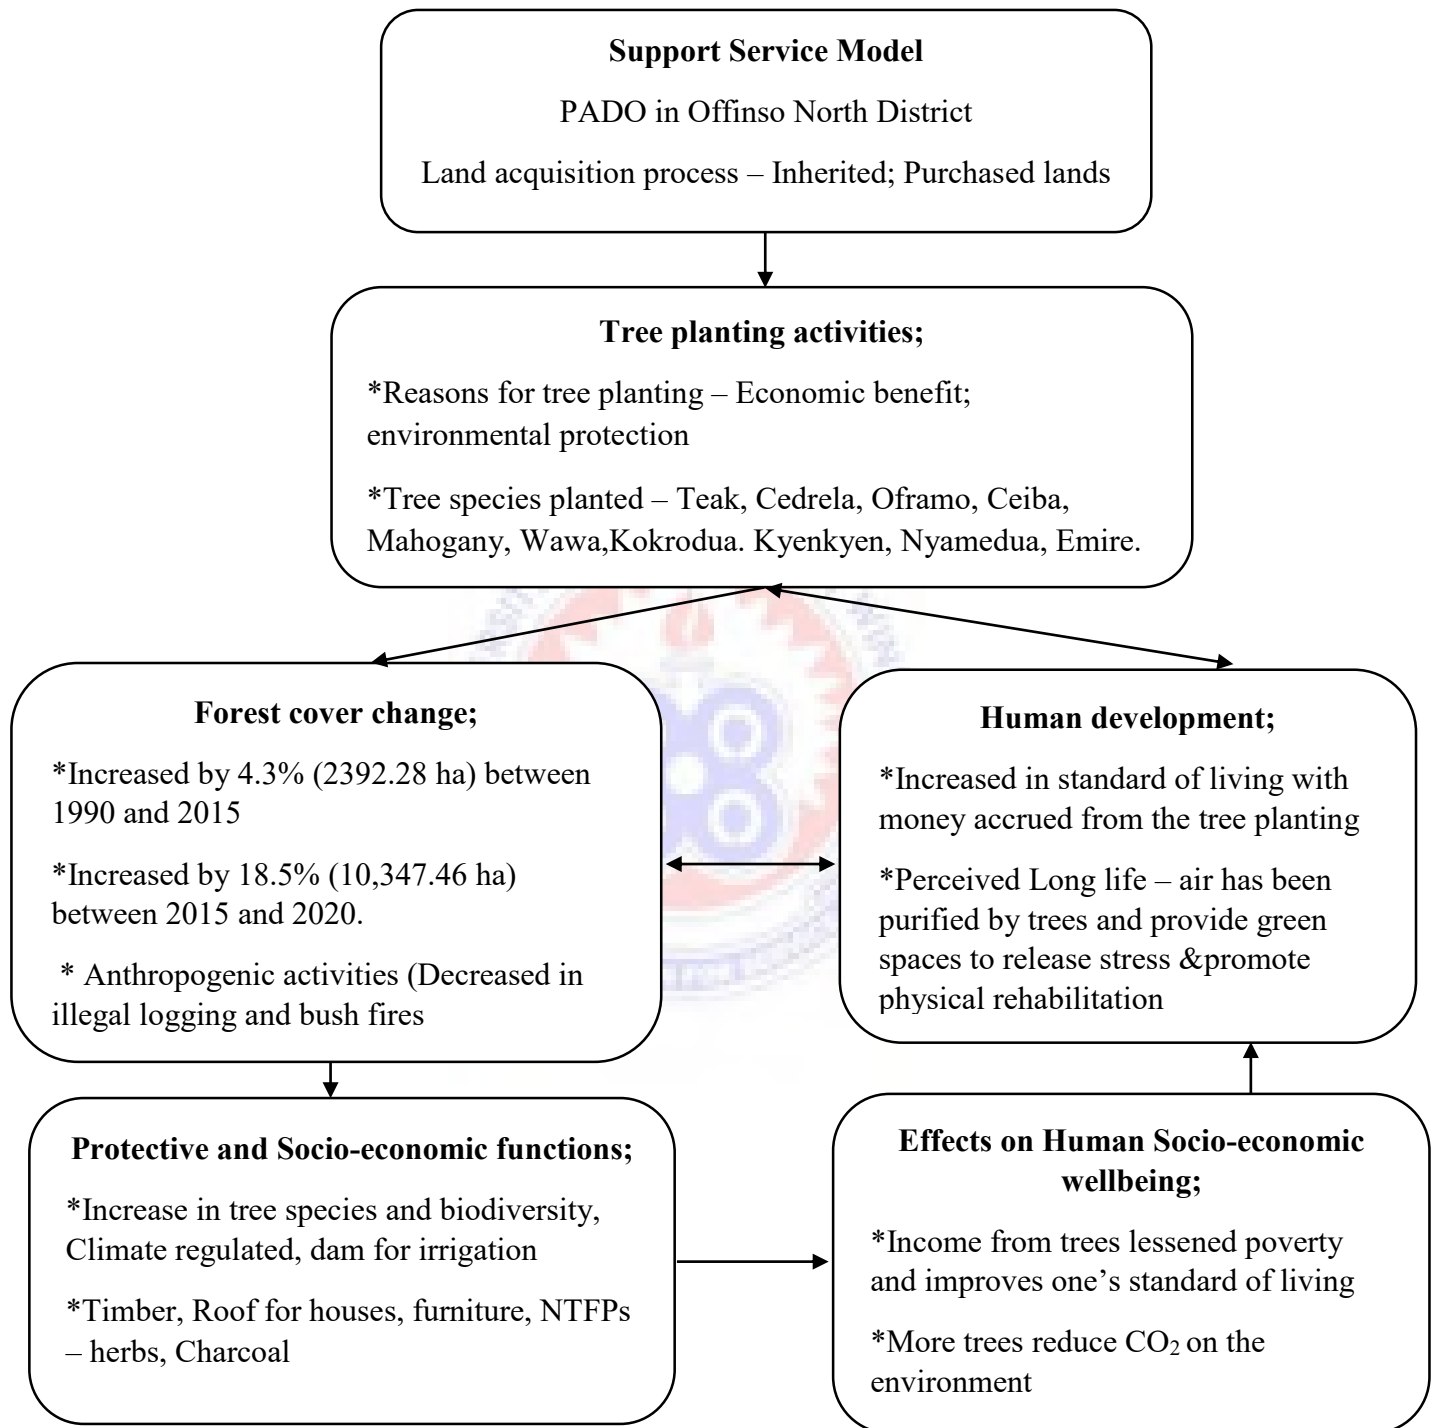 Support Service Model
PADO in Offinso North District
Land acquisition process – Inherited; Purchased lands
Tree planting activities;
*Reasons for tree planting – Economic benefit;
environmental protection
*Tree species planted – Teak, Cedrela, Oframo, Ceiba,
Mahogany, Wawa,Kokrodua. Kyenkyen, Nyamedua, Emire.
Forest cover change;
*Increased by 4.3% (2392.28 ha) between
1990 and 2015
*Increased by 18.5% (10,347.46 ha)
between 2015 and 2020.
* Anthropogenic activities (Decreased in
illegal logging and bush fires
Human development;
*Increased in standard of living with
money accrued from the tree planting
*Perceived Long life – air has been
purified by trees and provide green
spaces to release stress &promote
physical rehabilitation
Protective and Socio-economic functions;
*Increase in tree species and biodiversity,
Climate regulated, dam for irrigation
*Timber, Roof for houses, furniture, NTFPs
– herbs, Charcoal
Effects on Human Socio-economic
wellbeing;
*Income from trees lessened poverty
and improves one’s standard of living
*More trees reduce CO₂ on the
environment